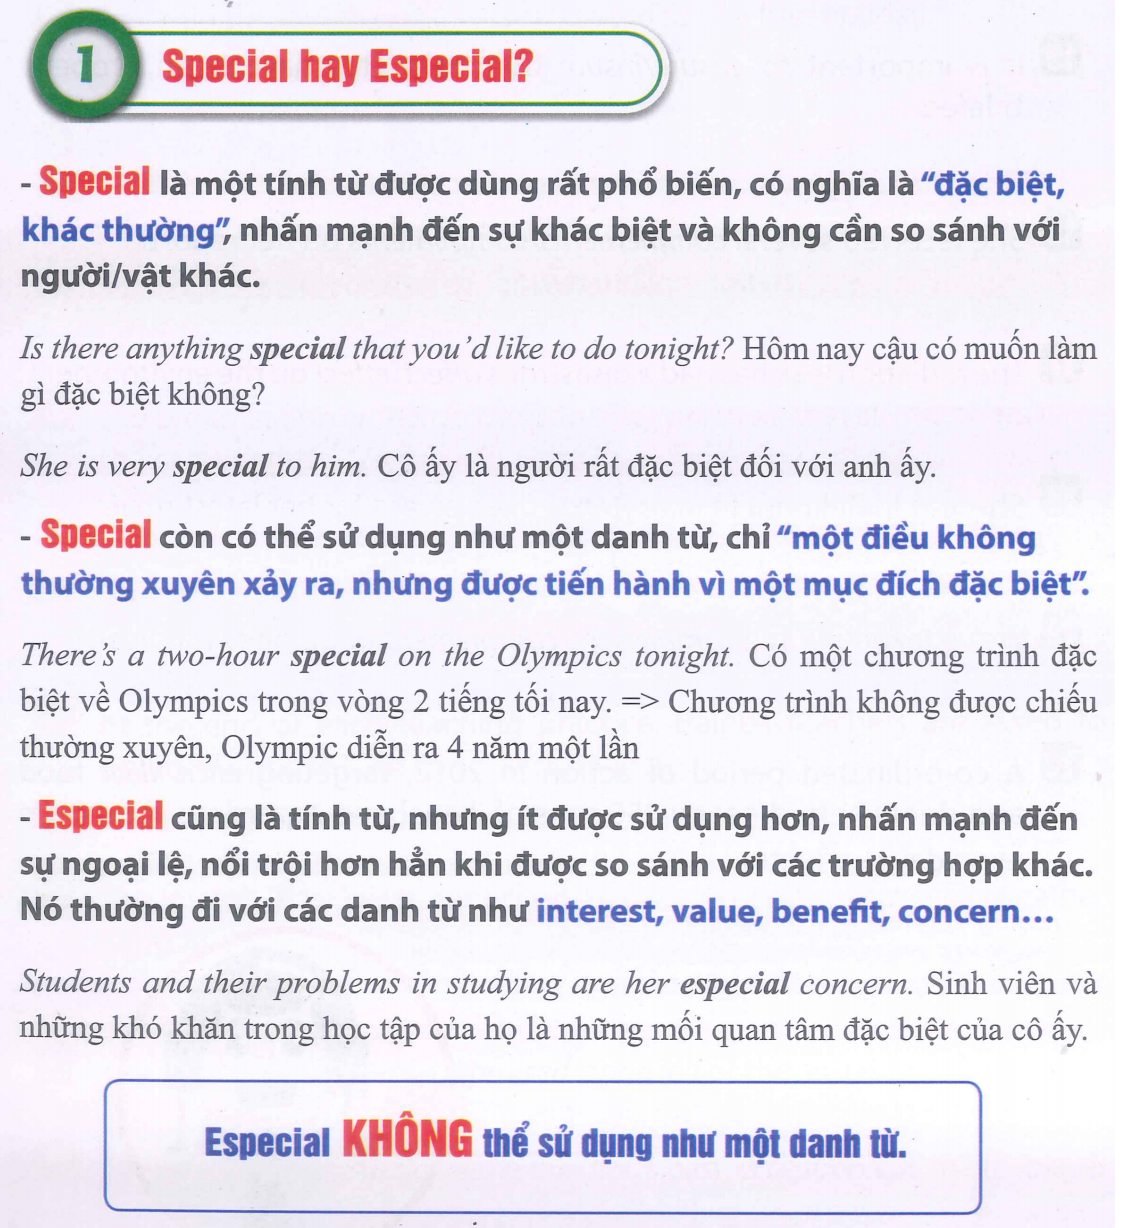 1 Special hay Especial?
- Special là một tính từ được dùng rất phổ biến, có nghĩa là “đặc biệt,
khác thường”, nhấn mạnh đến sự khác biệt và không cần so sánh với
người/vật khác.
Is there anything special that you’d like to do tonight? Hôm nay cậu có muốn làm
gì đặc biệt không?
She is very special to him. Cô ấy là người rất đặc biệt đối với anh ấy.
- Special còn có thể sử dụng như một danh từ, chỉ “một điều không
thường xuyên xảy ra, nhưng được tiến hành vì một mục đích đặc biệt”.
There’s a two-hour special on the Olympics tonight. Có một chương trình đặc
biệt về Olympics trong vòng 2 tiếng tối nay. => Chương trình không được chiếu
thường xuyên, Olympic diễn ra 4 năm một lần
- Especial cũng là tính từ, nhưng ít được sử dụng hơn, nhấn mạnh đến
sự ngoại lệ, nổi trội hơn hẳn khi được so sánh với các trường hợp khác.
Nó thường đi với các danh từ như interest, value, benefit, concern...
Students and their problems in studying are her especial concern. Sinh viên và
những khó khăn trong học tập của họ là những mối quan tâm đặc biệt của cô ấy.
Especial KHÔNG thể sử dụng như một danh từ.